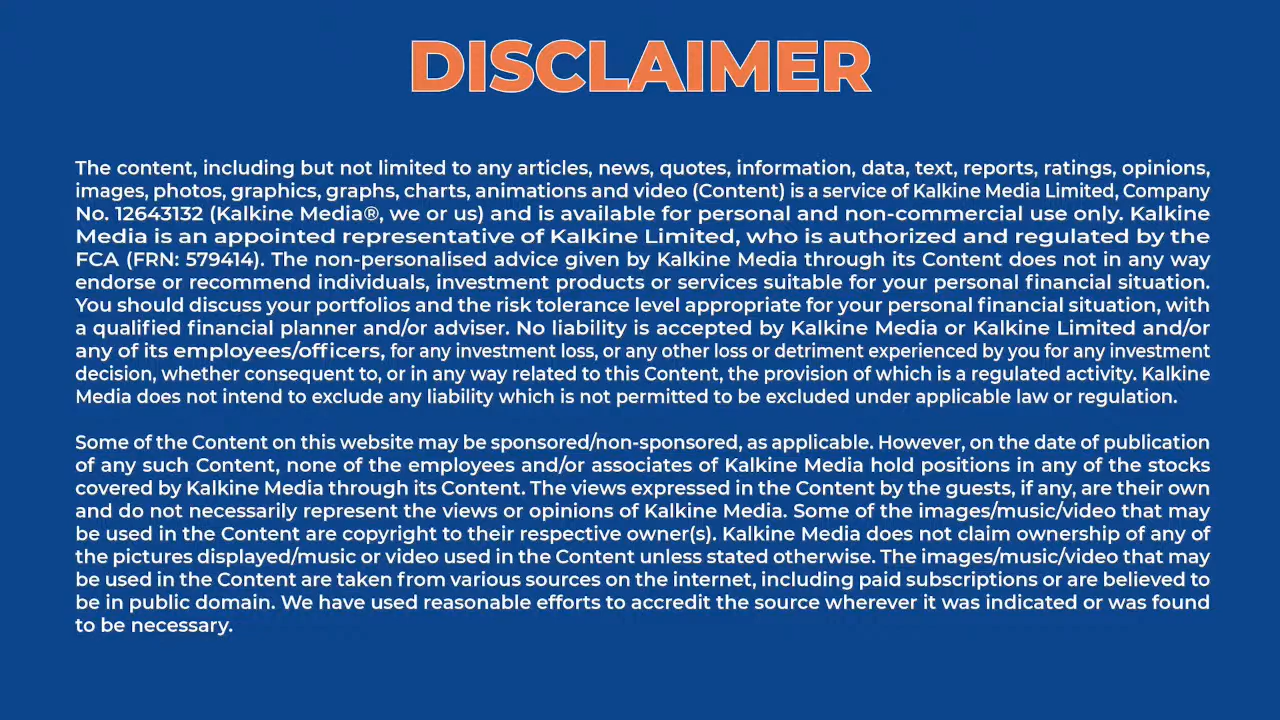 DISCLAIMER
The content, including but not limited to any articles, news, quotes, information, data, text, reports, ratings, opinions,
images, photos, graphics, graphs, charts, animations and video (Content) is a service of Kalkine Media Limited, Company
No. 12643132 (Kalkine Media®, we or us) and is available for personal and non-commercial use only. Kalkine
Media is an appointed representative of Kalkine Limited, who is authorized and regulated by the
FCA (FRN: 579414). The non-personalised advice given by Kalkine Media through its Content does not in any way
endorse or recommend individuals, investment products or services suitable for your personal financial situation.
You should discuss your portfolios and the risk tolerance level appropriate for your personal financial situation, with
a qualified financial planner and/or adviser. No liability is accepted by Kalkine Media or Kalkine Limited and/or
any of its employees/officers, for any investment loss, or any other loss or detriment experienced by you for any investment
decision, whether consequent to, or in any way related to this Content, the provision of which is a regulated activity. Kalkine
Media does not intend to exclude any liability which is not permitted to be excluded under applicable law or regulation.
Some of the Content on this website may be sponsored/non-sponsored, as applicable. However, on the date of publication
of any such Content, none of the employees and/or associates of Kalkine Media hold positions in any of the stocks
covered by Kalkine Media through its Content. The views expressed in the Content by the guests, if any, are their own
and do not necessarily represent the views or opinions of Kalkine Media. Some of the images/music/video that may
be used in the Content are copyright to their respective owner(s). Kalkine Media does not claim ownership of any of
the pictures displayed/music or video used in the Content unless stated otherwise. The images/music/video that may
be used in the Content are taken from various sources on the internet, including paid subscriptions or are believed to
be in public domain. We have used reasonable efforts to accredit the source wherever it was indicated or was found
to be necessary.